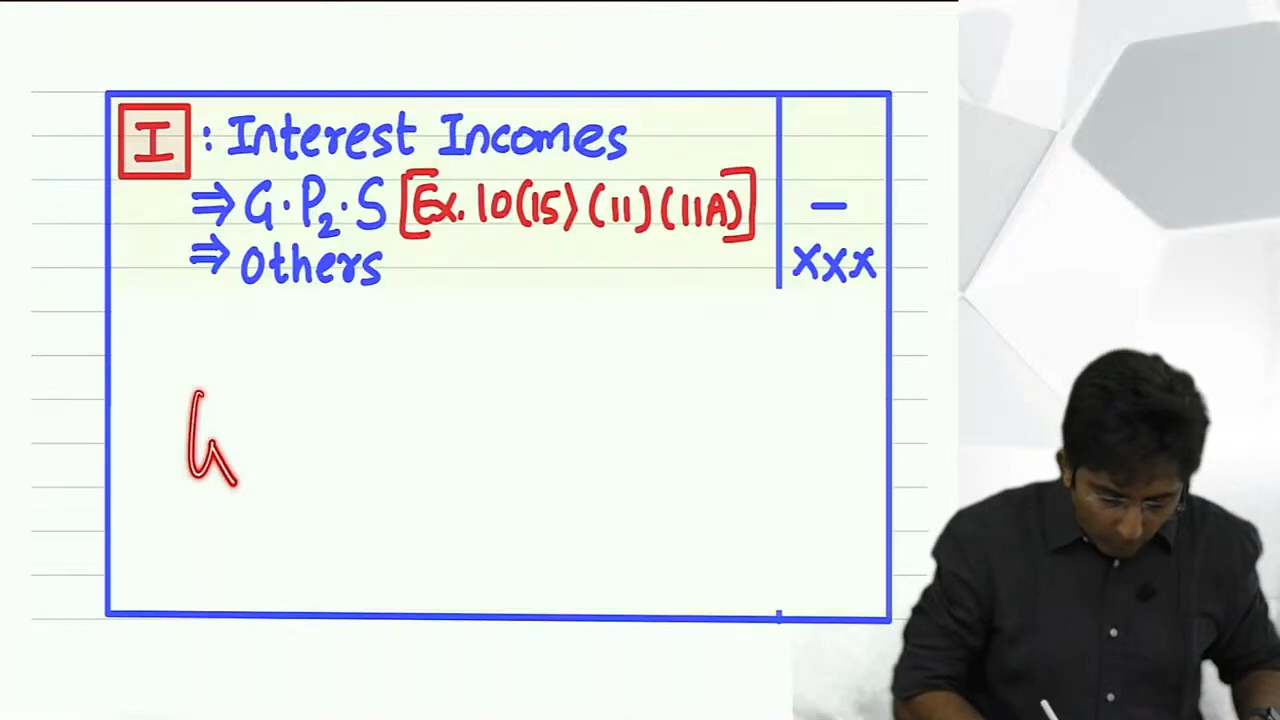 I : Interest Incomes
⇒ G.P₂.S [Ex. 10(15) (11) (11A)] –
⇒ Others xxx
G